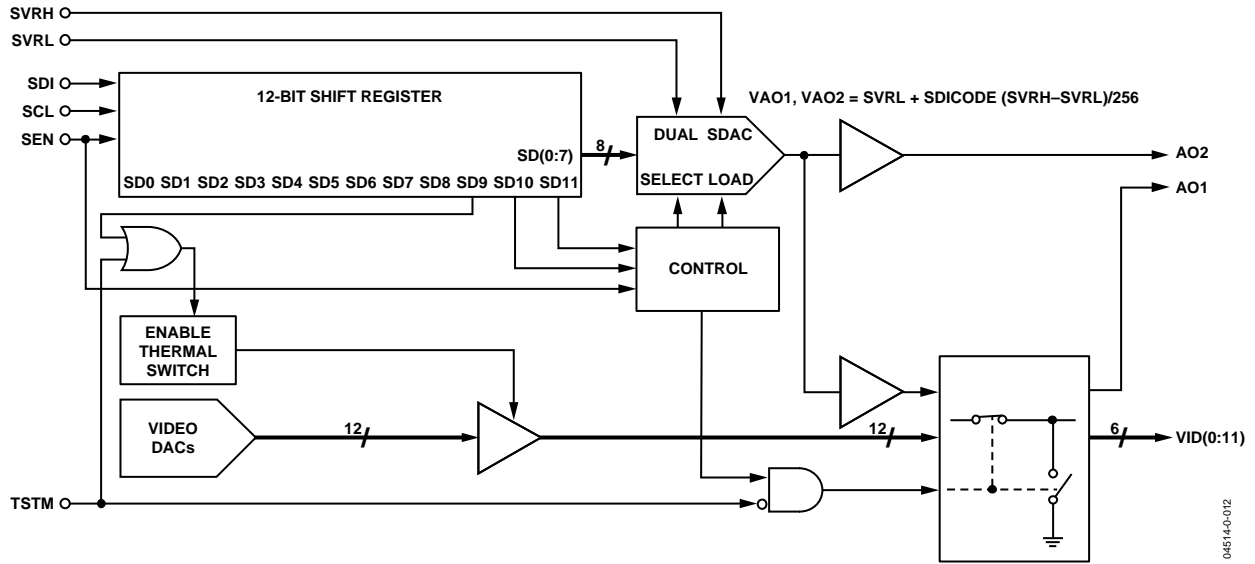 SVRH
SVRL
SDI
SCL
SEN
12-BIT SHIFT REGISTER
SD(0:7)
SD0 SD1 SD2 SD3 SD4 SD5 SD6 SD7 SD8 SD9 SD10 SD11
8
DUAL SDAC
SELECT LOAD
VAO1, VAO2 = SVRL + SDICODE (SVRH–SVRL)/256
AO2
AO1
CONTROL
ENABLE
THERMAL
SWITCH
VIDEO
DACs
12
12
6
VID(0:11)
TSTM
04514-0-012